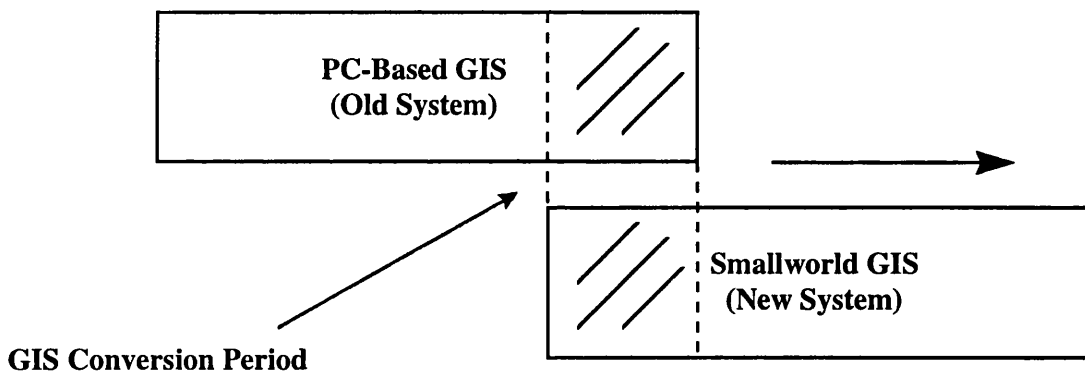 PC-Based GIS
(Old System)
Smallworld GIS
(New System)
GIS Conversion Period